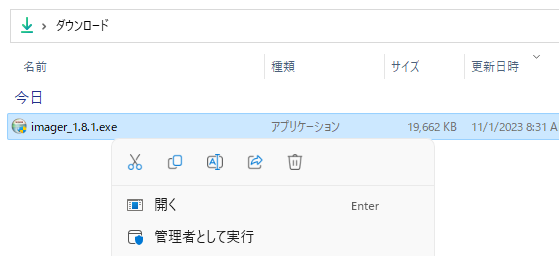 ダウンロード
名前 種類 サイズ 更新日時
今日
imager_1.8.1.exe アプリケーション 19,662 KB 11/1/2023 8:31 A
開く Enter
管理者として実行